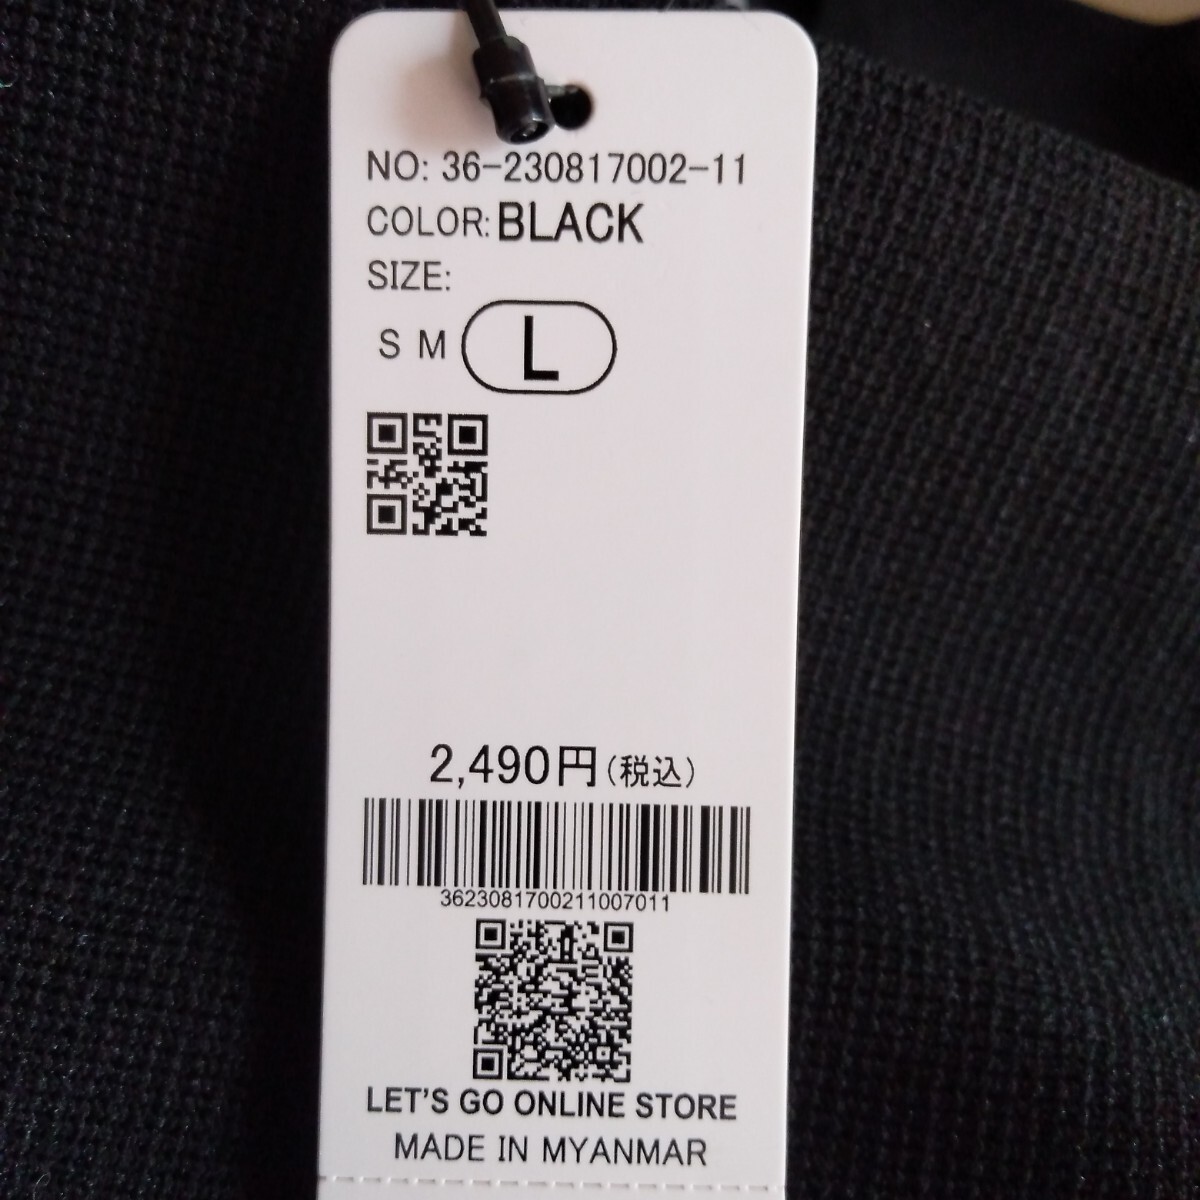 NO: 36-230817002-11
COLOR: BLACK
SIZE:
S M L
2,490円(税込)
3623081700211007011
LET'S GO ONLINE STORE
MADE IN MYANMAR